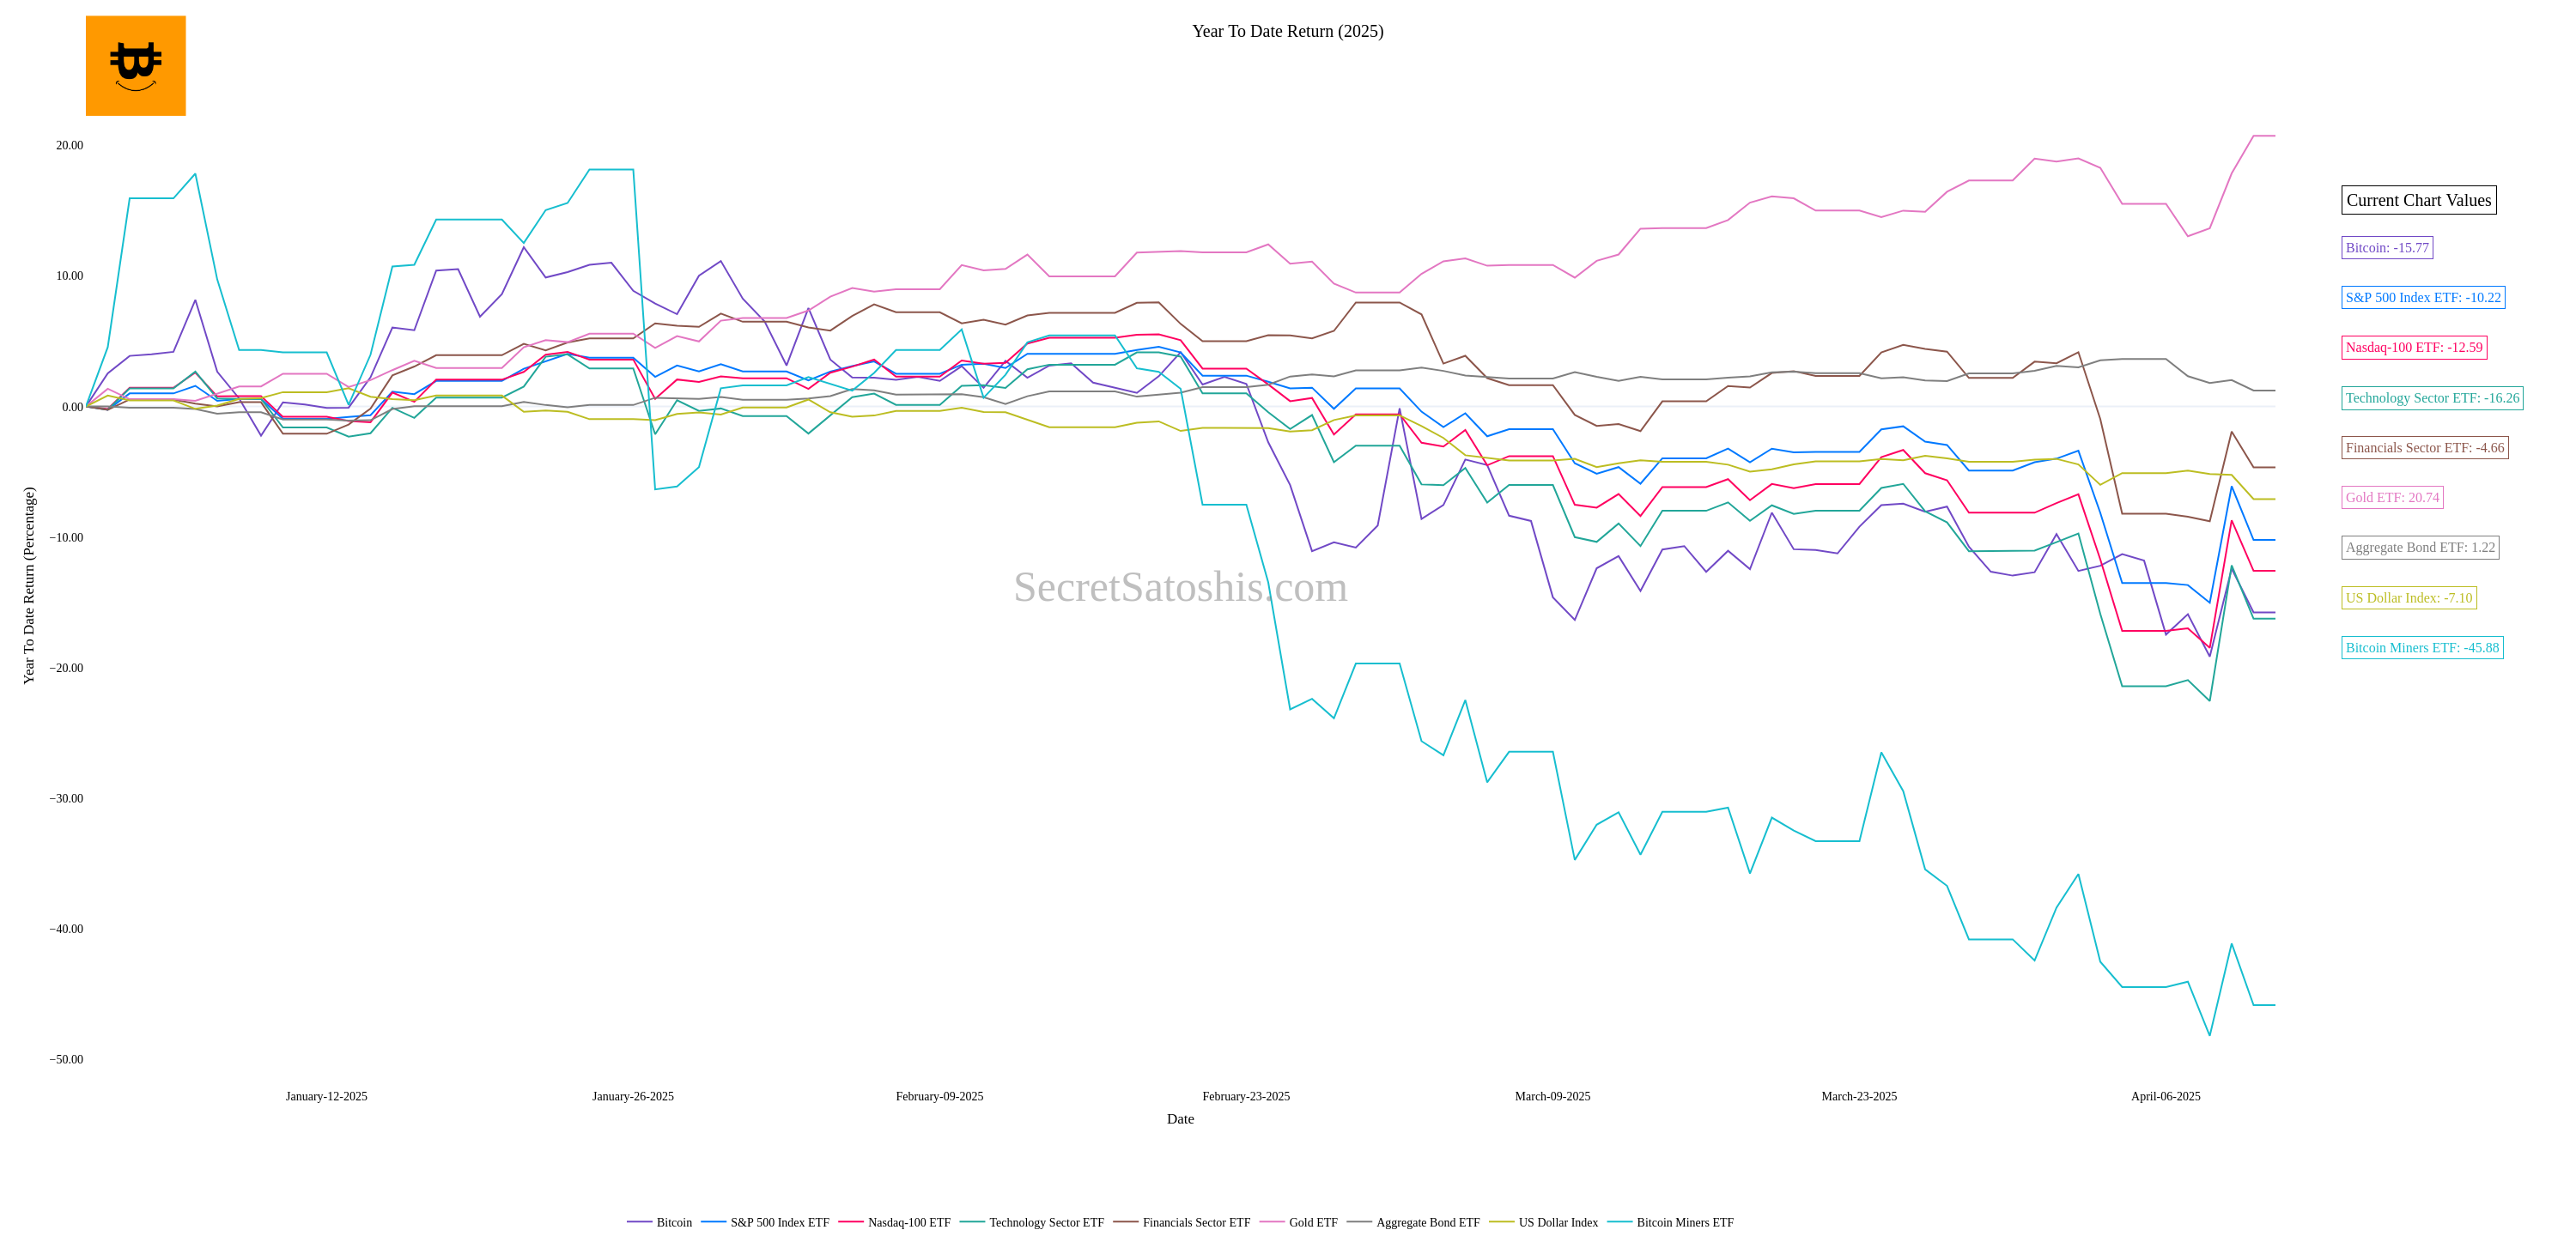 Year To Date Return (2025)
20.00
10.00
0.00
−10.00
−20.00
−30.00
−40.00
−50.00
Year To Date Return (Percentage)
SecretSatoshis.com
Current Chart Values
Bitcoin: -15.77
S&P 500 Index ETF: -10.22
Nasdaq-100 ETF: -12.59
Technology Sector ETF: -16.26
Financials Sector ETF: -4.66
Gold ETF: 20.74
Aggregate Bond ETF: 1.22
US Dollar Index: -7.10
Bitcoin Miners ETF: -45.88
January-12-2025 January-26-2025 February-09-2025 February-23-2025 March-09-2025 March-23-2025 April-06-2025
Date
Bitcoin S&P 500 Index ETF Nasdaq-100 ETF Technology Sector ETF Financials Sector ETF Gold ETF Aggregate Bond ETF US Dollar Index Bitcoin Miners ETF